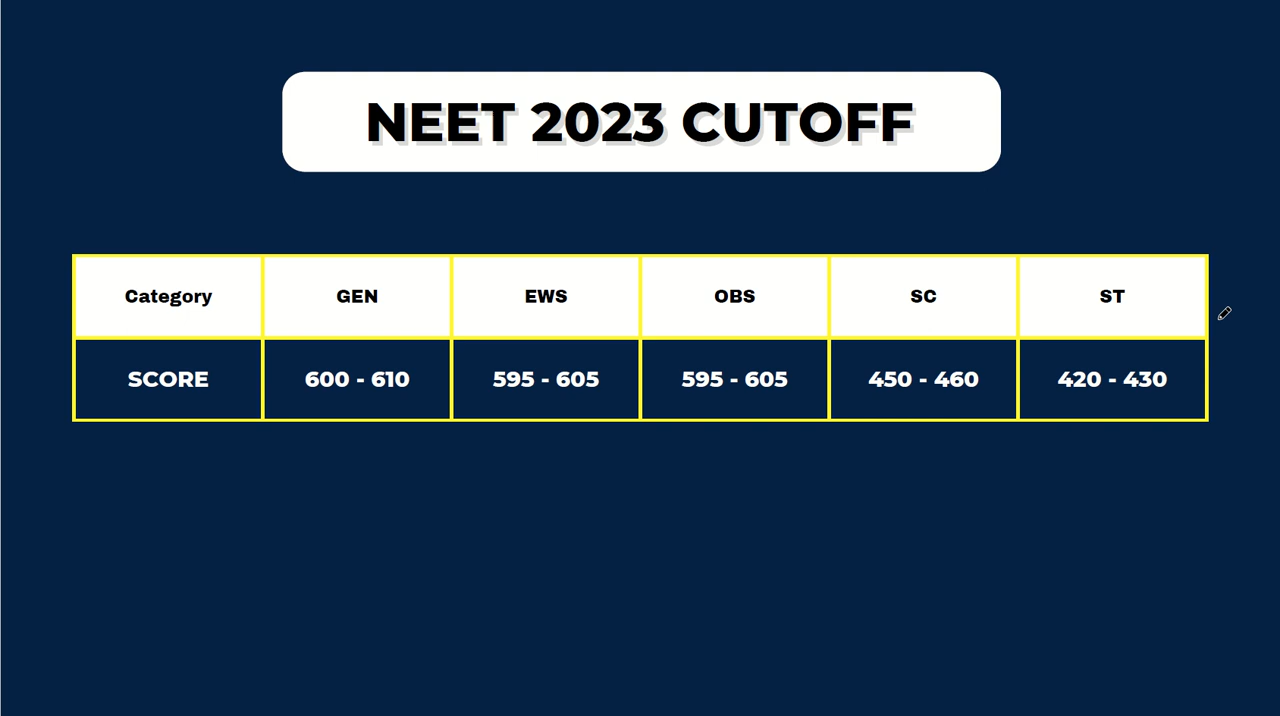 NEET 2023 CUTOFF
Category GEN EWS OBS SC ST
SCORE 600 - 610 595 - 605 595 - 605 450 - 460 420 - 430